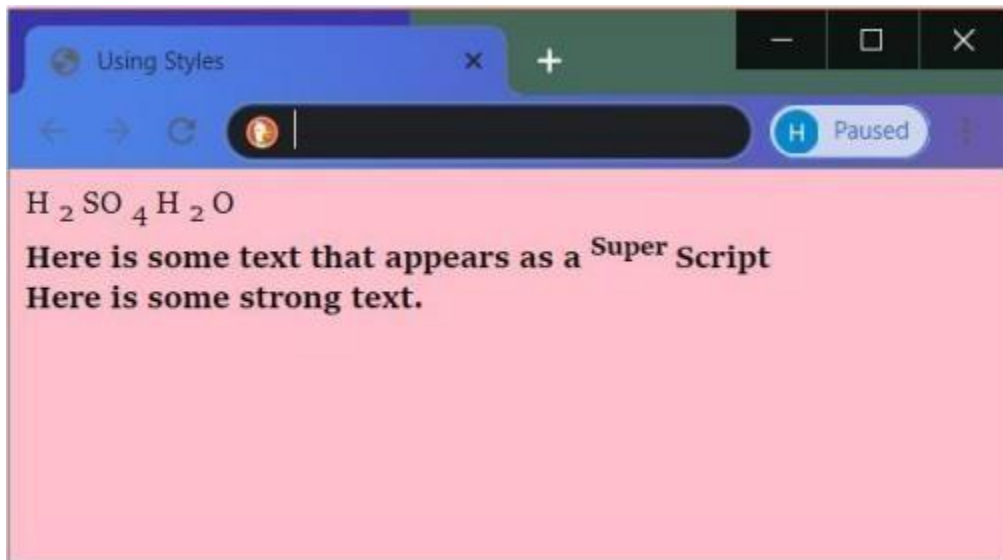 Using Styles
H Paused
H 2 SO 4 H 2 O
Here is some text that appears as a Super Script
Here is some strong text.